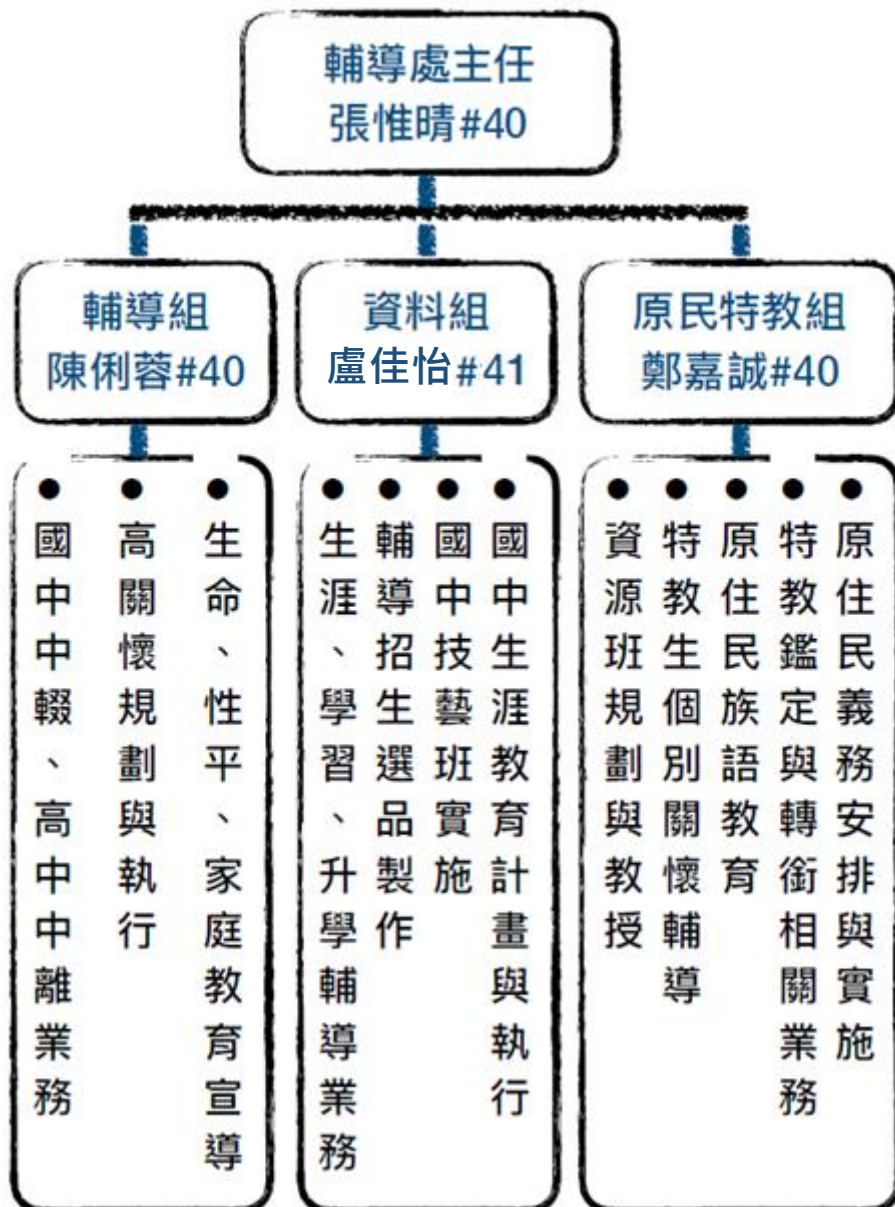 輔導處主任
張惟晴#40
輔導組
陳俐蓉#40
資料組
盧佳怡#41
原民特教組
鄭嘉誠#40
● 生命、性平、家庭教育宣導
● 高關懷規劃與執行
● 國中中輟、高中中離業務
● 國中生涯教育計畫與執行
● 國中技藝班實施
● 輔導招生選品製作
● 生涯、學習、升學輔導業務
● 原住民義務安排與實施
● 特教鑑定與轉銜相關業務
● 原住民族語教育
● 特教生個別關懷輔導
● 資源班規劃與教授